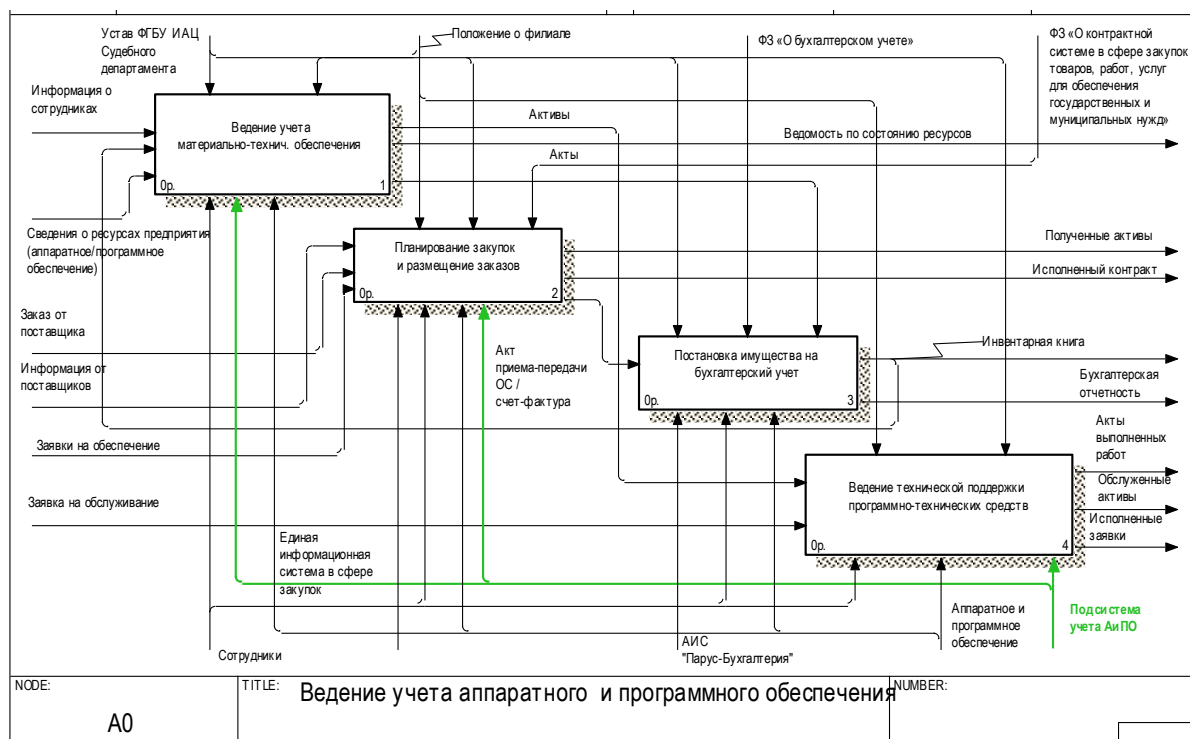 Устав ФГБУ ИАЦ
Судебного
департамента
Положение о филиале
ФЗ «О бухгалтерском учете»
ФЗ «О контрактной
системе в сфере закупок
товаров, работ, услуг
для обеспечения
государственных и
муниципальных нужд»
Информация о
сотрудниках
Ведение учета
материально-технич. обеспечения
0р.
1
Активы
Ведомость по состоянию ресурсов
Акты
Сведения о ресурсах предприятия
(аппаратное/программное
обеспечение)
Планирование закупок
и размещение заказов
0р.
2
Полученные активы
Исполненный контракт
Заказ от
поставщика
Информация от
поставщиков
Акт
приема-передачи
ОС /
счет-фактура
Постановка имущества на
бухгалтерский учет
0р.
3
Инвентарная книга
Бухгалтерская
отчетность
Заявки на обеспечение
Акты
выполненных
работ
Ведение технической поддержки
программно-технических средств
0р.
4
Обслуженные
активы
Исполненные
заявки
Заявка на обслуживание
Единая
информационная
система в сфере
закупок
Сотрудники
АИС
"Парус-Бухгалтерия"
Аппаратное и
программное
обеспечение
Подсистема
учета АиПО
NODE:
A0
TITLE:
Ведение учета аппаратного и программного обеспечения
NUMBER: